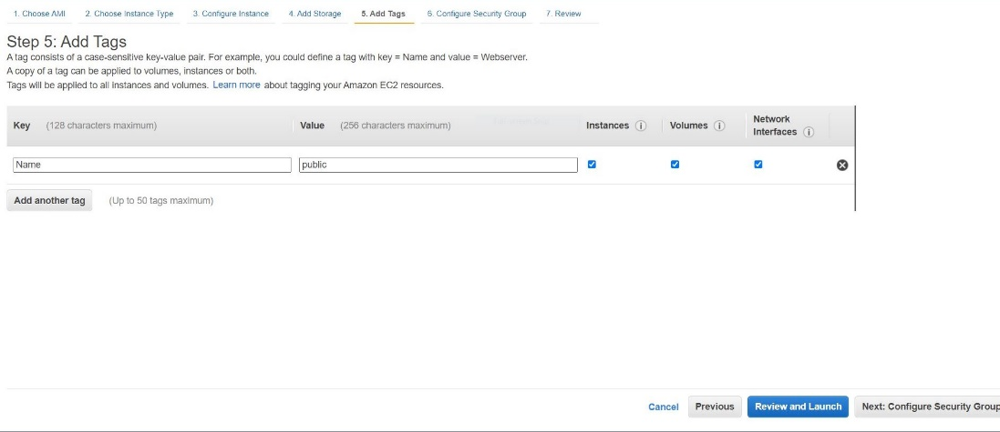 1. Choose AMI 2. Choose Instance Type 3. Configure Instance 4. Add Storage 5. Add Tags 6. Configure Security Group 7. Review
Step 5: Add Tags
A tag consists of a case-sensitive key-value pair. For example, you could define a tag with key = Name and value = Webserver.
A copy of a tag can be applied to volumes, instances or both.
Tags will be applied to all instances and volumes. Learn more about tagging your Amazon EC2 resources.
Key (128 characters maximum) Value (256 characters maximum) Instances i Volumes i Network Interfaces i
Name public
Add another tag (Up to 50 tags maximum)
Cancel Previous Review and Launch Next: Configure Security Group